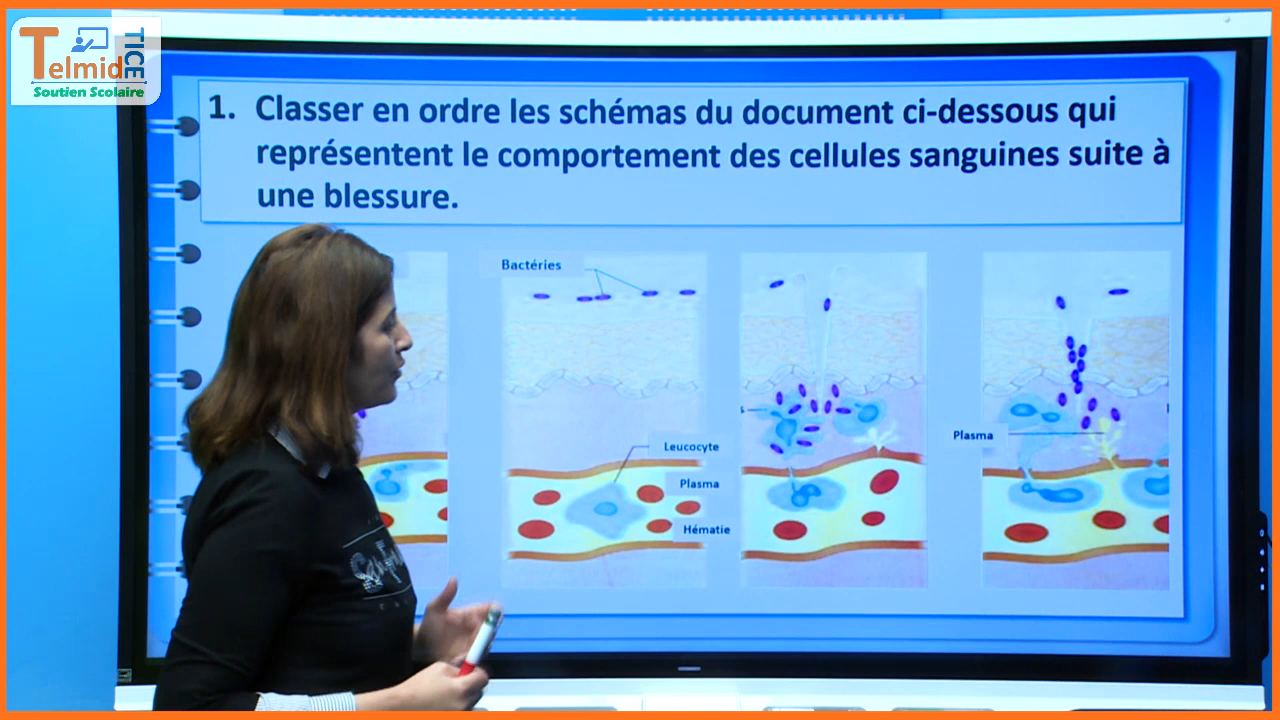 Telmid
TICE
Soutien Scolaire
1. Classer en ordre les schémas du document ci-dessous qui
représentent le comportement des cellules sanguines suite à
une blessure.
Bactéries
Leucocyte
Plasma
Hématie
Plasma